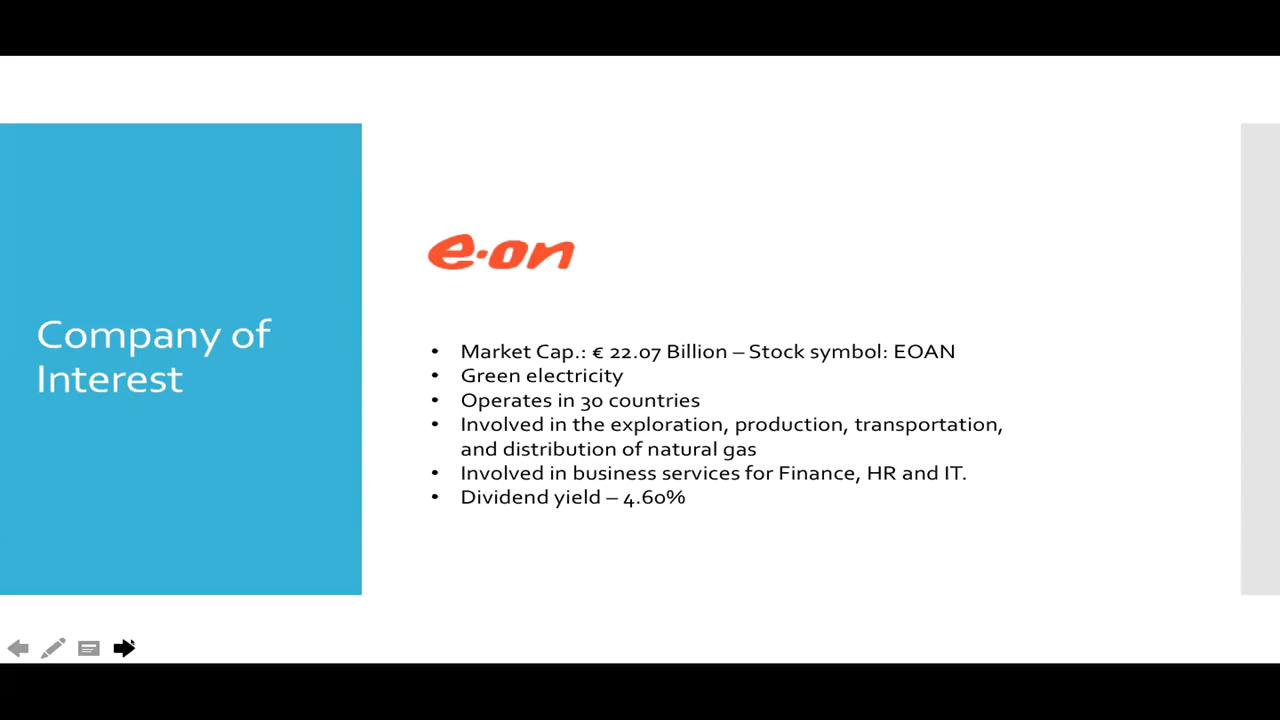 Company of
Interest
e·on
• Market Cap.: € 22.07 Billion – Stock symbol: EOAN
• Green electricity
• Operates in 30 countries
• Involved in the exploration, production, transportation,
and distribution of natural gas
• Involved in business services for Finance, HR and IT.
• Dividend yield – 4.60%